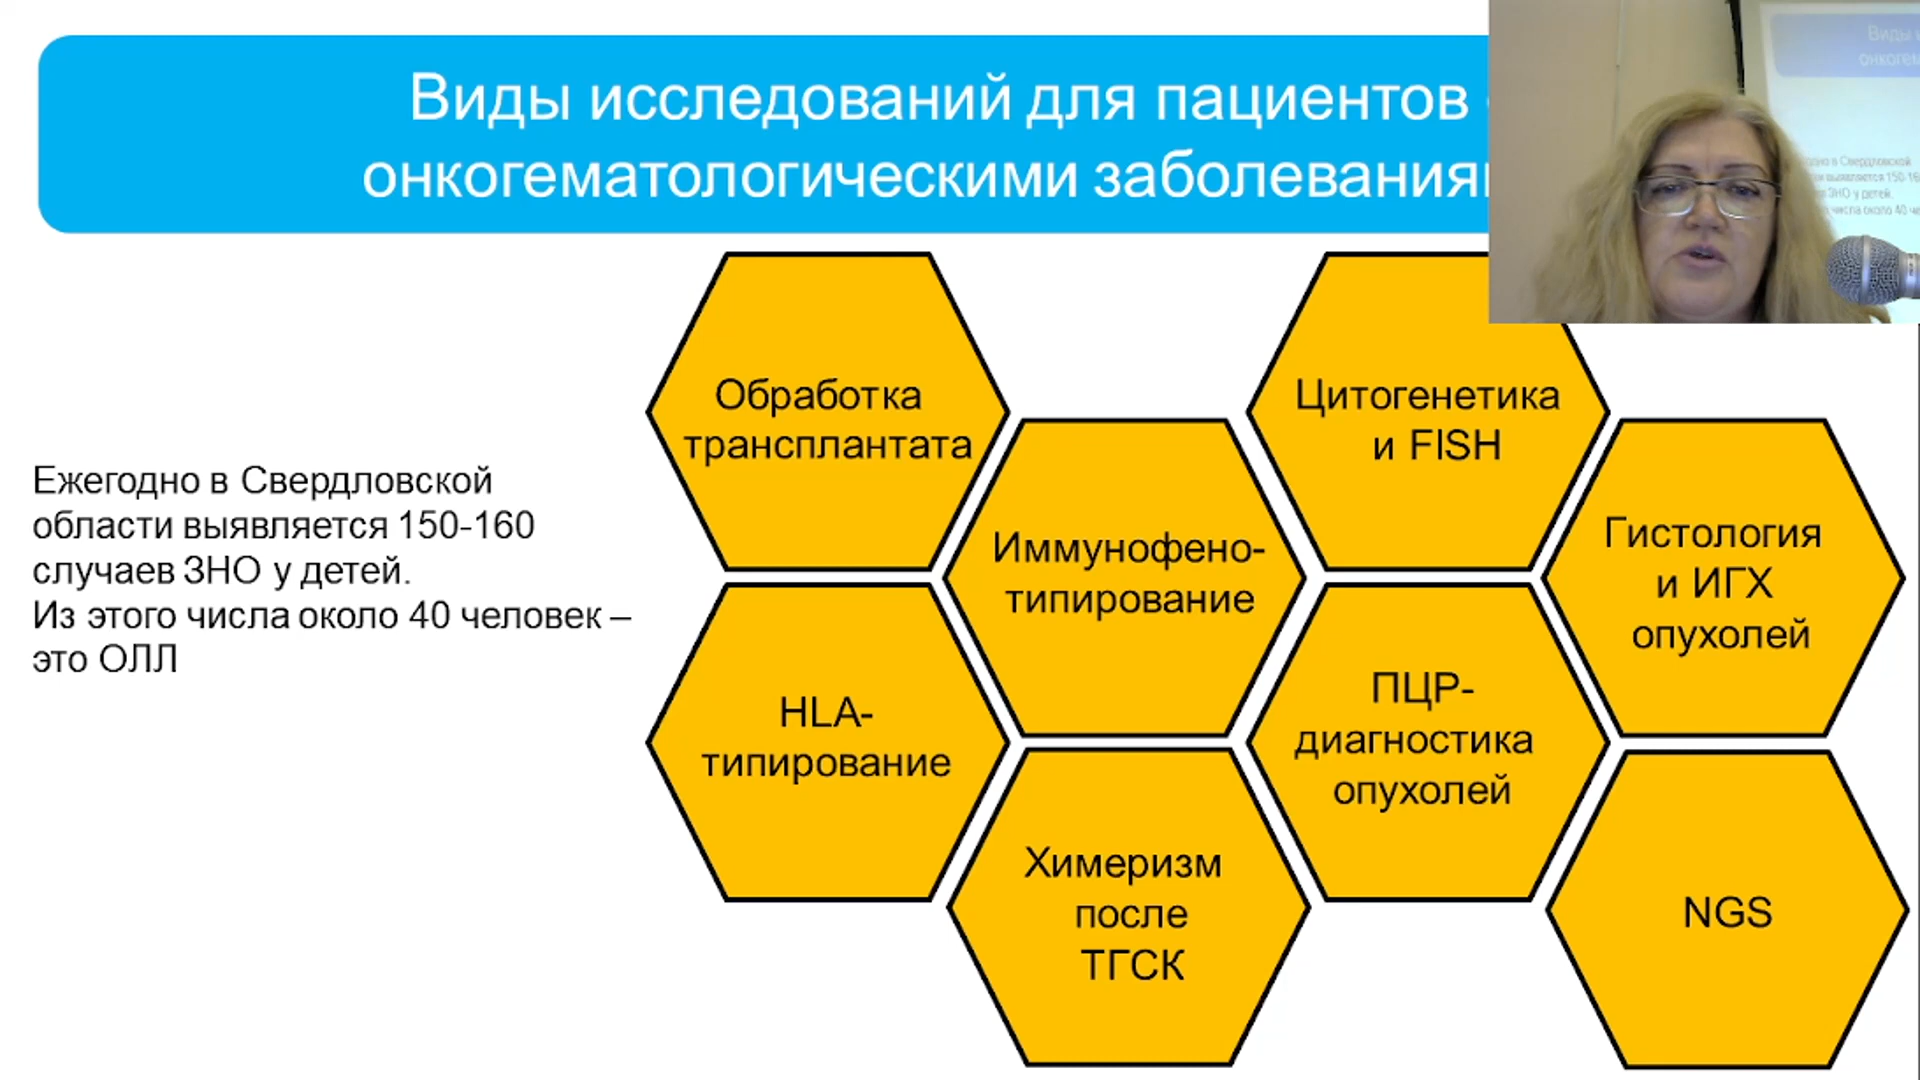 Виды исследований для пациентов
онкогематологическими
Ежегодно в Свердловской
области выявляется 150-160
случаев ЗНО у детей.
Из этого числа около 40 человек –
это ОЛЛ
Обработка
трансплантата
Цитогенетика
и FISH
Иммунофено-
типирование
Гистология
и ИГХ
опухолей
HLA-
типирование
ПЦР-
диагностика
опухолей
Химеризм
после
ТГСК
NGS